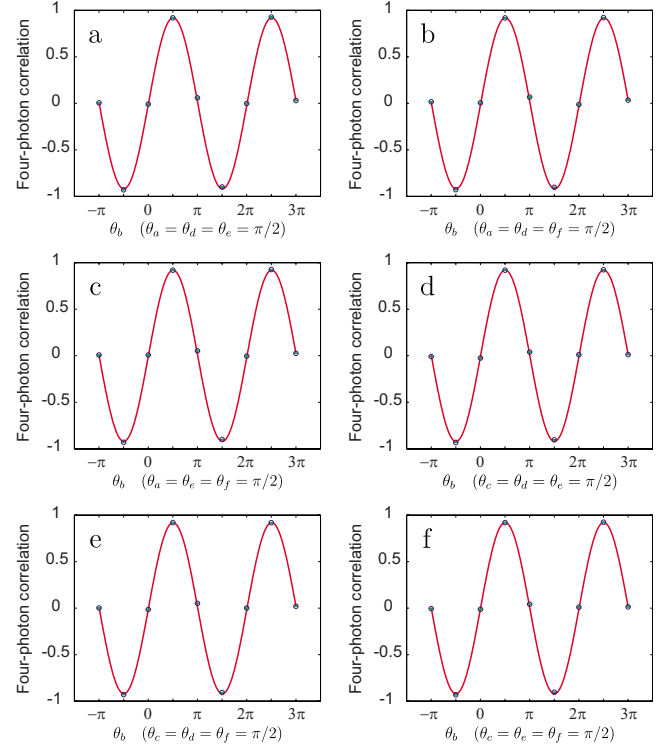 a
Four-photon correlation
1
0.5
0
-0.5
-1
−π 0 π 2π 3π
θb (θa = θd = θe = π/2)
b
Four-photon correlation
1
0.5
0
-0.5
-1
−π 0 π 2π 3π
θb (θa = θd = θf = π/2)
c
Four-photon correlation
1
0.5
0
-0.5
-1
−π 0 π 2π 3π
θb (θa = θe = θf = π/2)
d
Four-photon correlation
1
0.5
0
-0.5
-1
−π 0 π 2π 3π
θb (θc = θd = θe = π/2)
e
Four-photon correlation
1
0.5
0
-0.5
-1
−π 0 π 2π 3π
θb (θc = θd = θf = π/2)
f
Four-photon correlation
1
0.5
0
-0.5
-1
−π 0 π 2π 3π
θb (θc = θe = θf = π/2)